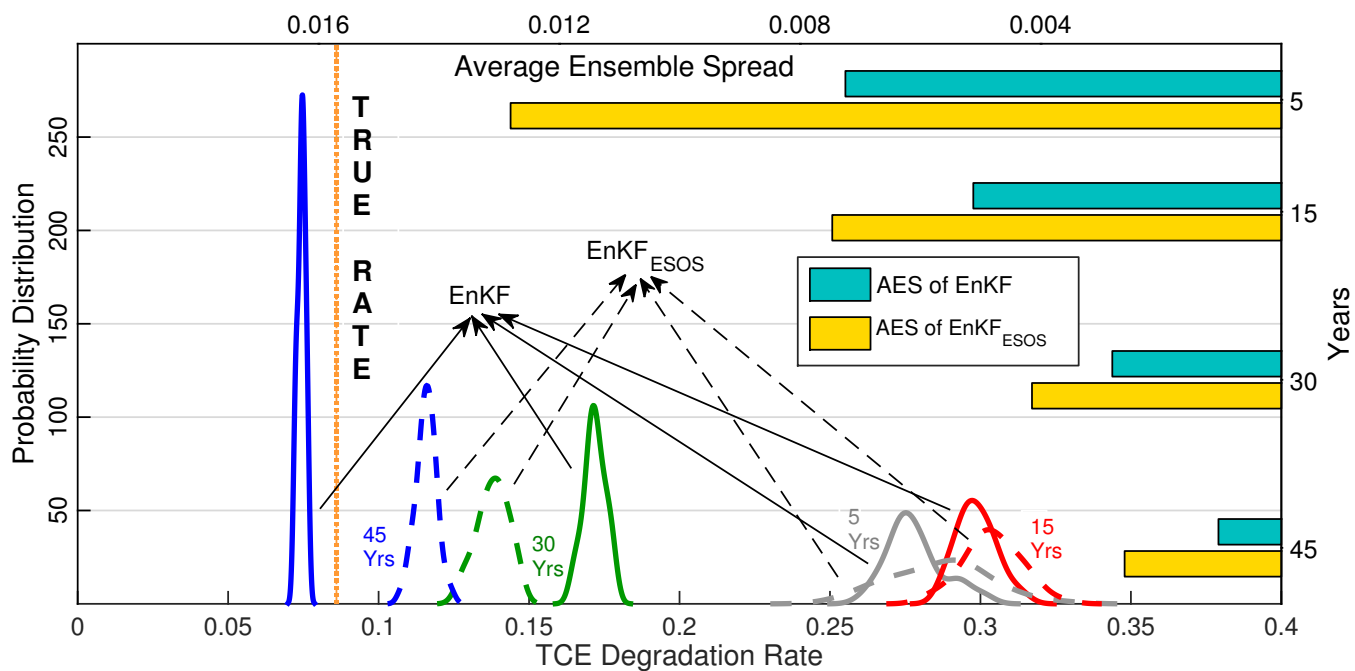 0.016 0.012 0.008 0.004
Average Ensemble Spread
TRUE RATE
250
200
150
100
50
Probability Distribution
5
15
30
45
Years
EnKF_ESOS
EnKF
AES of EnKF
AES of EnKF_ESOS
45
Yrs
30
Yrs
5
Yrs
15
Yrs
0 0.05 0.1 0.15 0.2 0.25 0.3 0.35 0.4
TCE Degradation Rate